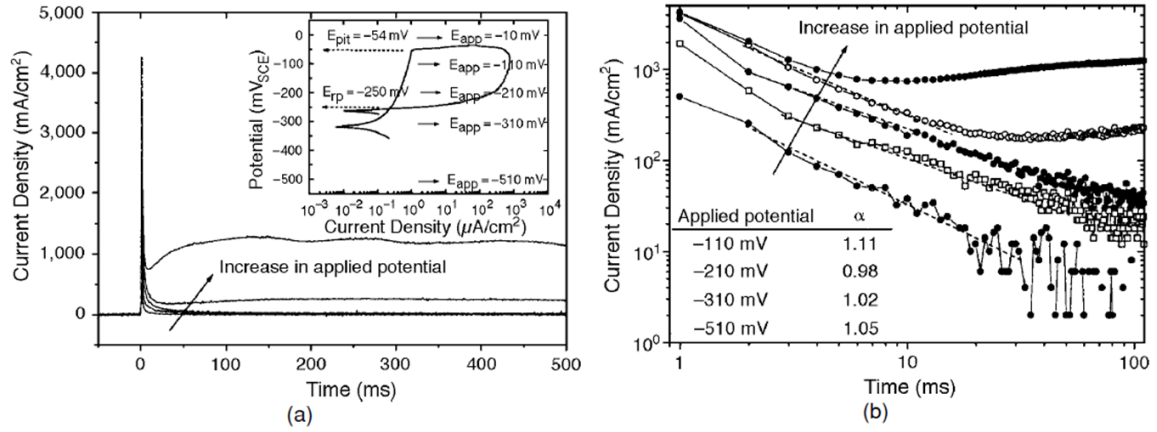 5,000
4,000
3,000
2,000
1,000
0
Current Density (mA/cm²)
0
100
200
300
400
500
Time (ms)
(a)
Increase in applied potential
0
−100
−200
−300
−400
−500
Potential (mV_SCE)
E_pit=−54 mV
E_rp=−250 mV
E_app=−10 mV
E_app=−110 mV
E_app=−210 mV
E_app=−310 mV
E_app=−510 mV
10⁻³ 10⁻² 10⁻¹ 10⁰ 10¹ 10² 10³ 10⁴
Current Density (μA/cm²)
10³
10²
10¹
10⁰
Current Density (mA/cm²)
Increase in applied potential
Applied potential α
−110 mV 1.11
−210 mV 0.98
−310 mV 1.02
−510 mV 1.05
1
10
100
Time (ms)
(b)